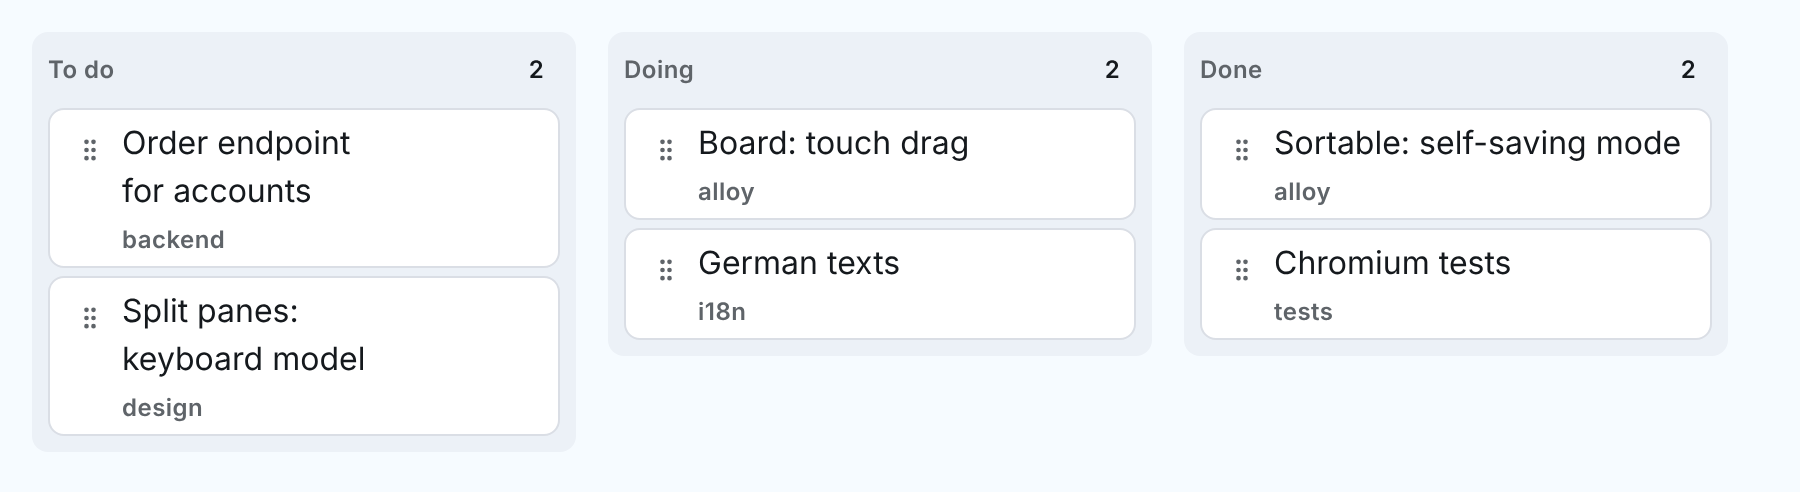 To do 2
Order endpoint
for accounts
backend
Split panes:
keyboard model
design
Doing 2
Board: touch drag
alloy
German texts
i18n
Done 2
Sortable: self-saving mode
alloy
Chromium tests
tests